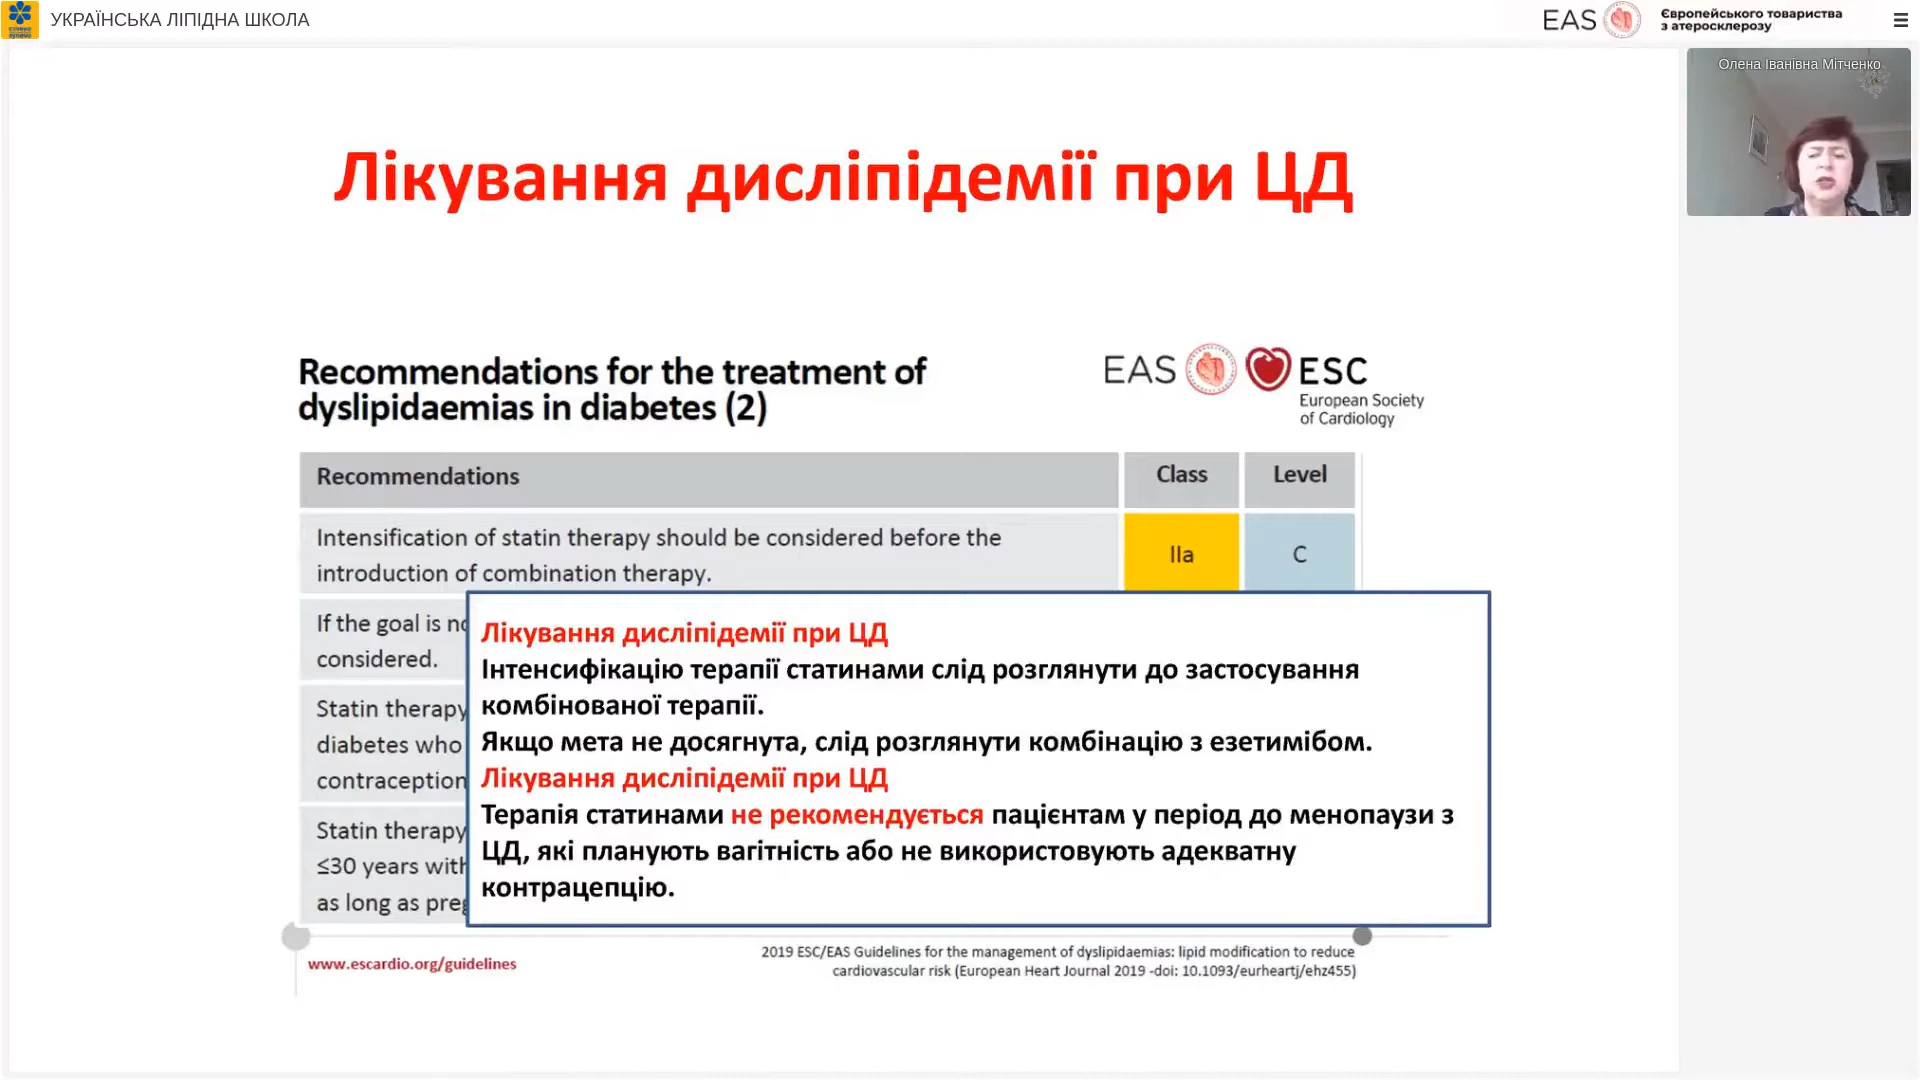 УКРАЇНСЬКА ЛІПІДНА ШКОЛА
EAS
Європейського товариства
з атеросклерозу
Олена Іванівна Мітченко
Лікування дисліпідемії при ЦД
Recommendations for the treatment of
dyslipidaemias in diabetes (2)
EAS
ESC
European Society
of Cardiology
Recommendations Class Level
Intensification of statin therapy should be considered before the
introduction of combination therapy.
IIa C
If the goal is
considered.
Statin therapy
diabetes who
contraception
Statin therapy
≤30 years with
as long as
Лікування дисліпідемії при ЦД
Інтенсифікацію терапії статинами слід розглянути до застосування
комбінованої терапії.
Якщо мета не досягнута, слід розглянути комбінацію з езетимібом.
Лікування дисліпідемії при ЦД
Терапія статинами не рекомендується пацієнтам у період до менопаузи з
ЦД, які планують вагітність або не використовують адекватну
контрацепцію.
www.escardio.org/guidelines
2019 ESC/EAS Guidelines for the management of dyslipidaemias: lipid modification to reduce
cardiovascular risk (European Heart Journal 2019 -doi: 10.1093/eurheartj/ehz455)